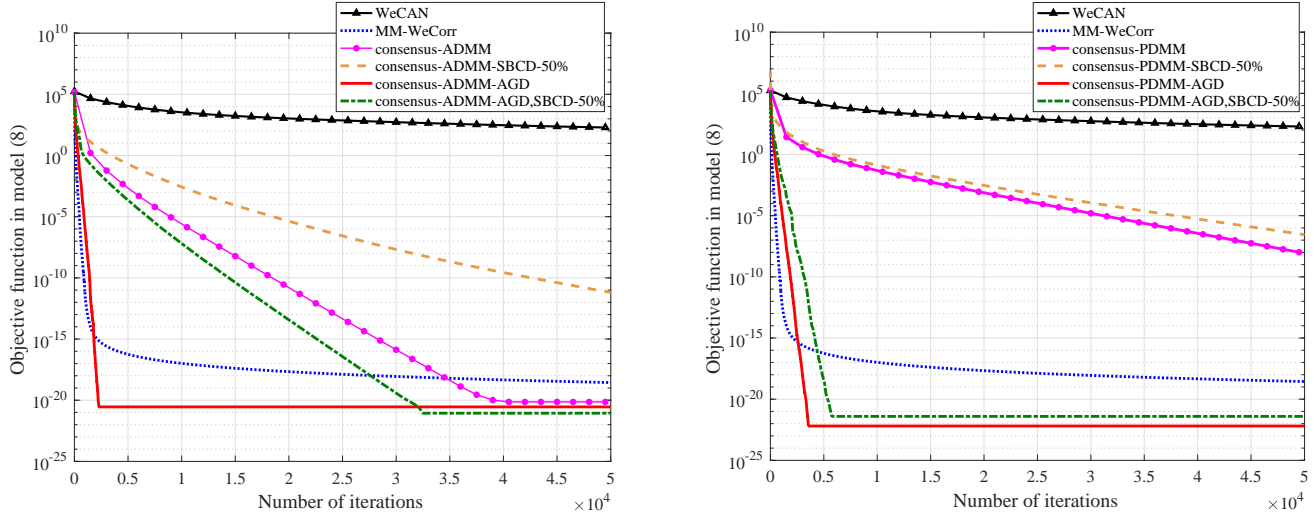 WeCAN
MM-WeCorr
consensus-ADMM
consensus-ADMM-SBCD-50%
consensus-ADMM-AGD
consensus-ADMM-AGD,SBCD-50%
Objective function in model (8)
10^10
10^5
10^0
10^-5
10^-10
10^-15
10^-20
10^-25
0 0.5 1 1.5 2 2.5 3 3.5 4 4.5 5
Number of iterations
×10^4
WeCAN
MM-WeCorr
consensus-PDMM
consensus-PDMM-SBCD-50%
consensus-PDMM-AGD
consensus-PDMM-AGD,SBCD-50%
Objective function in model (8)
10^10
10^5
10^0
10^-5
10^-10
10^-15
10^-20
10^-25
0 0.5 1 1.5 2 2.5 3 3.5 4 4.5 5
Number of iterations
×10^4